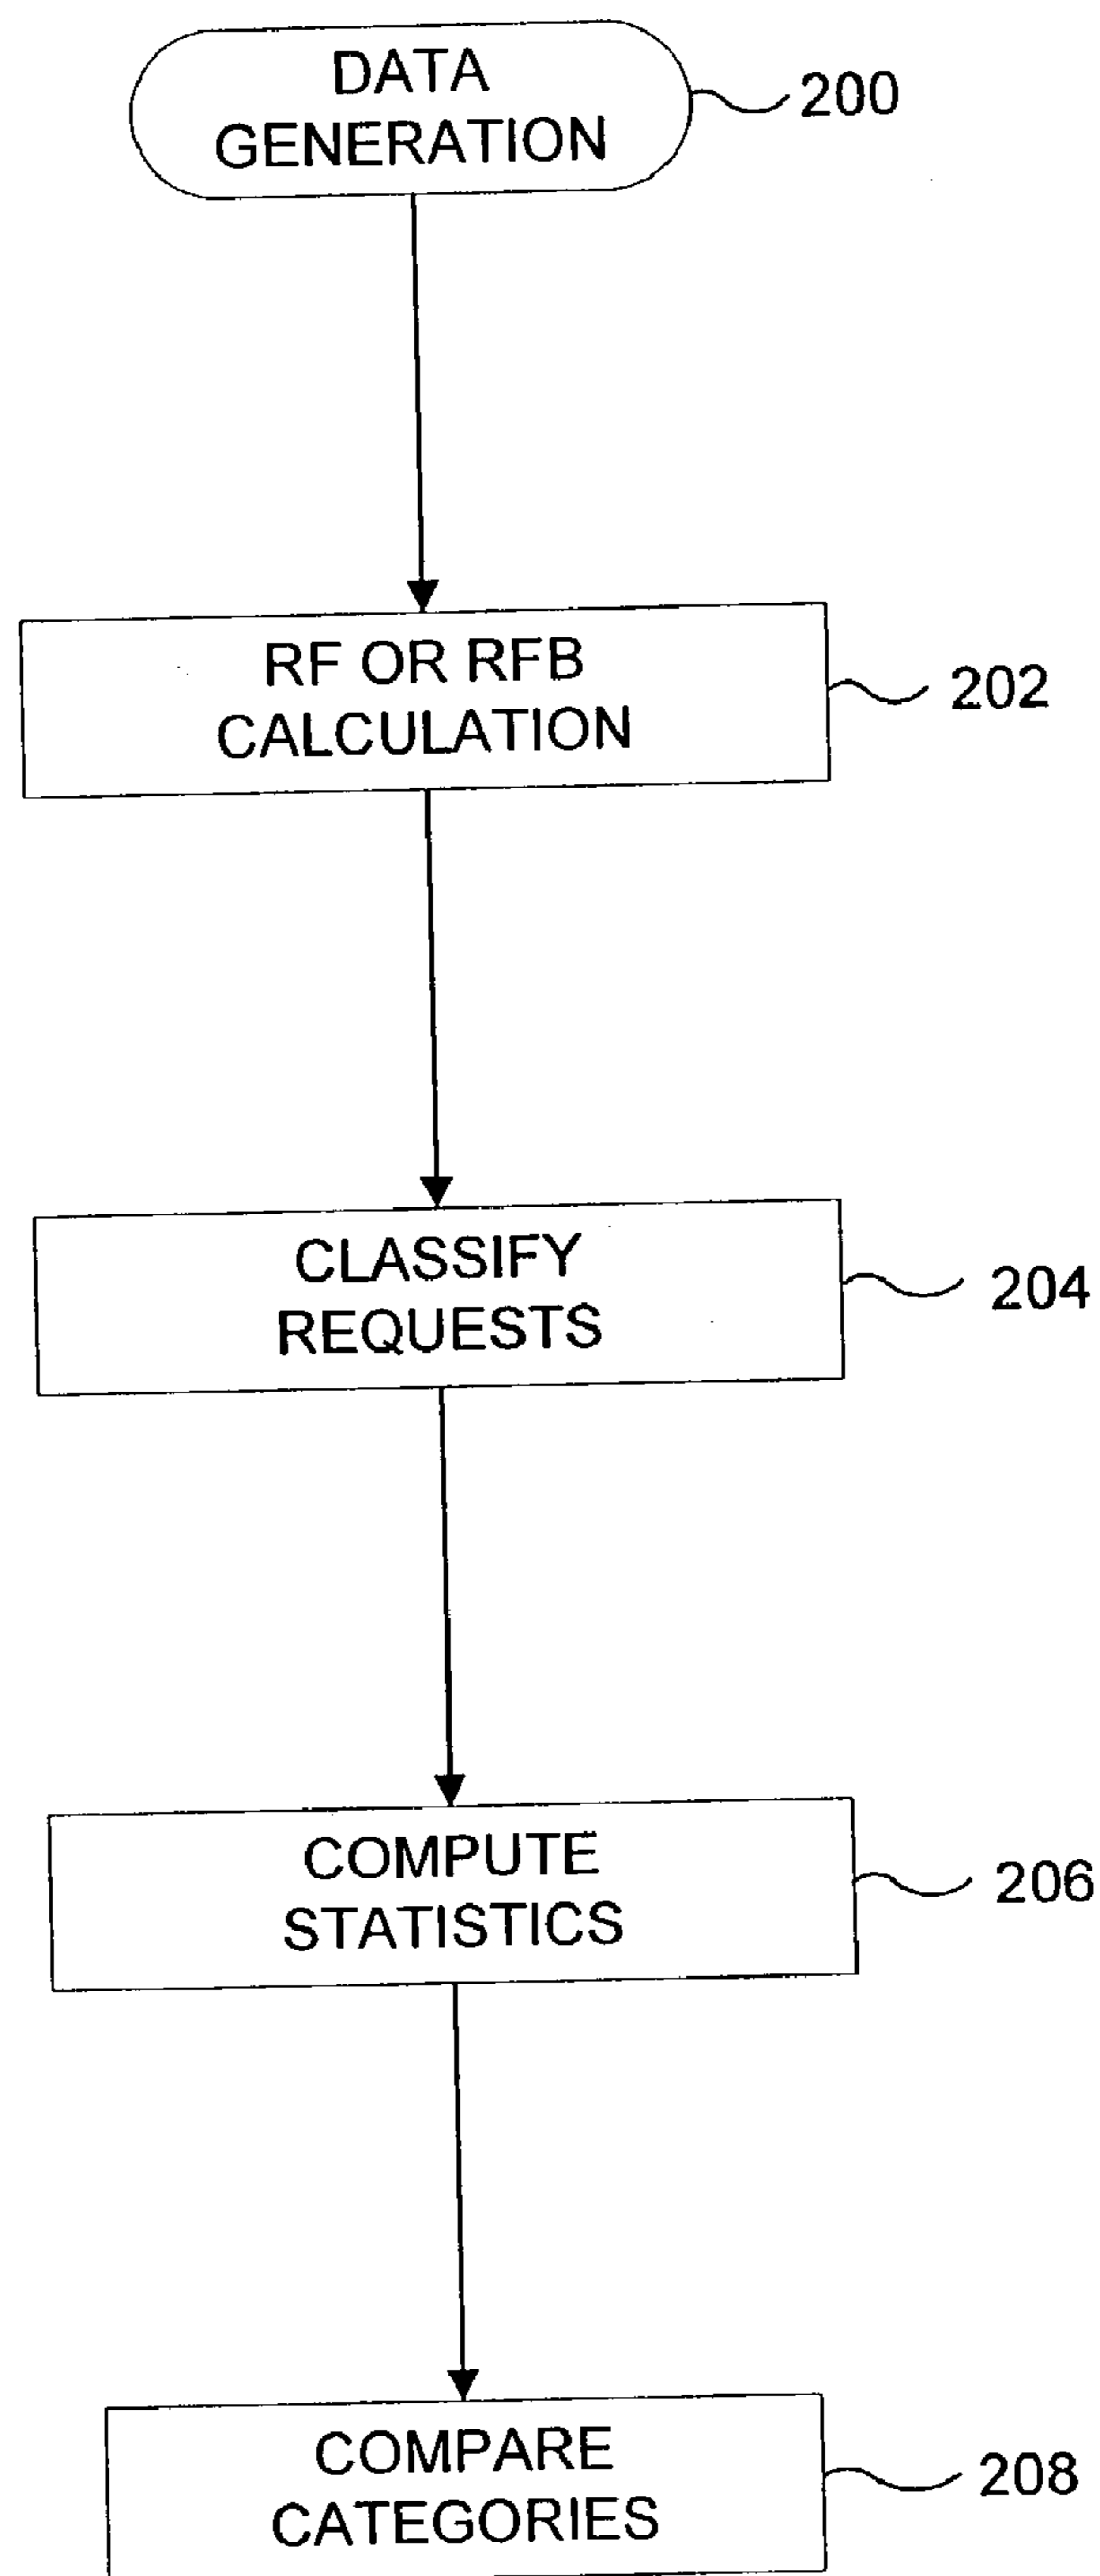 DATA
GENERATION
200
RF OR RFB
CALCULATION
202
CLASSIFY
REQUESTS
204
COMPUTE
STATISTICS
206
COMPARE
CATEGORIES
208